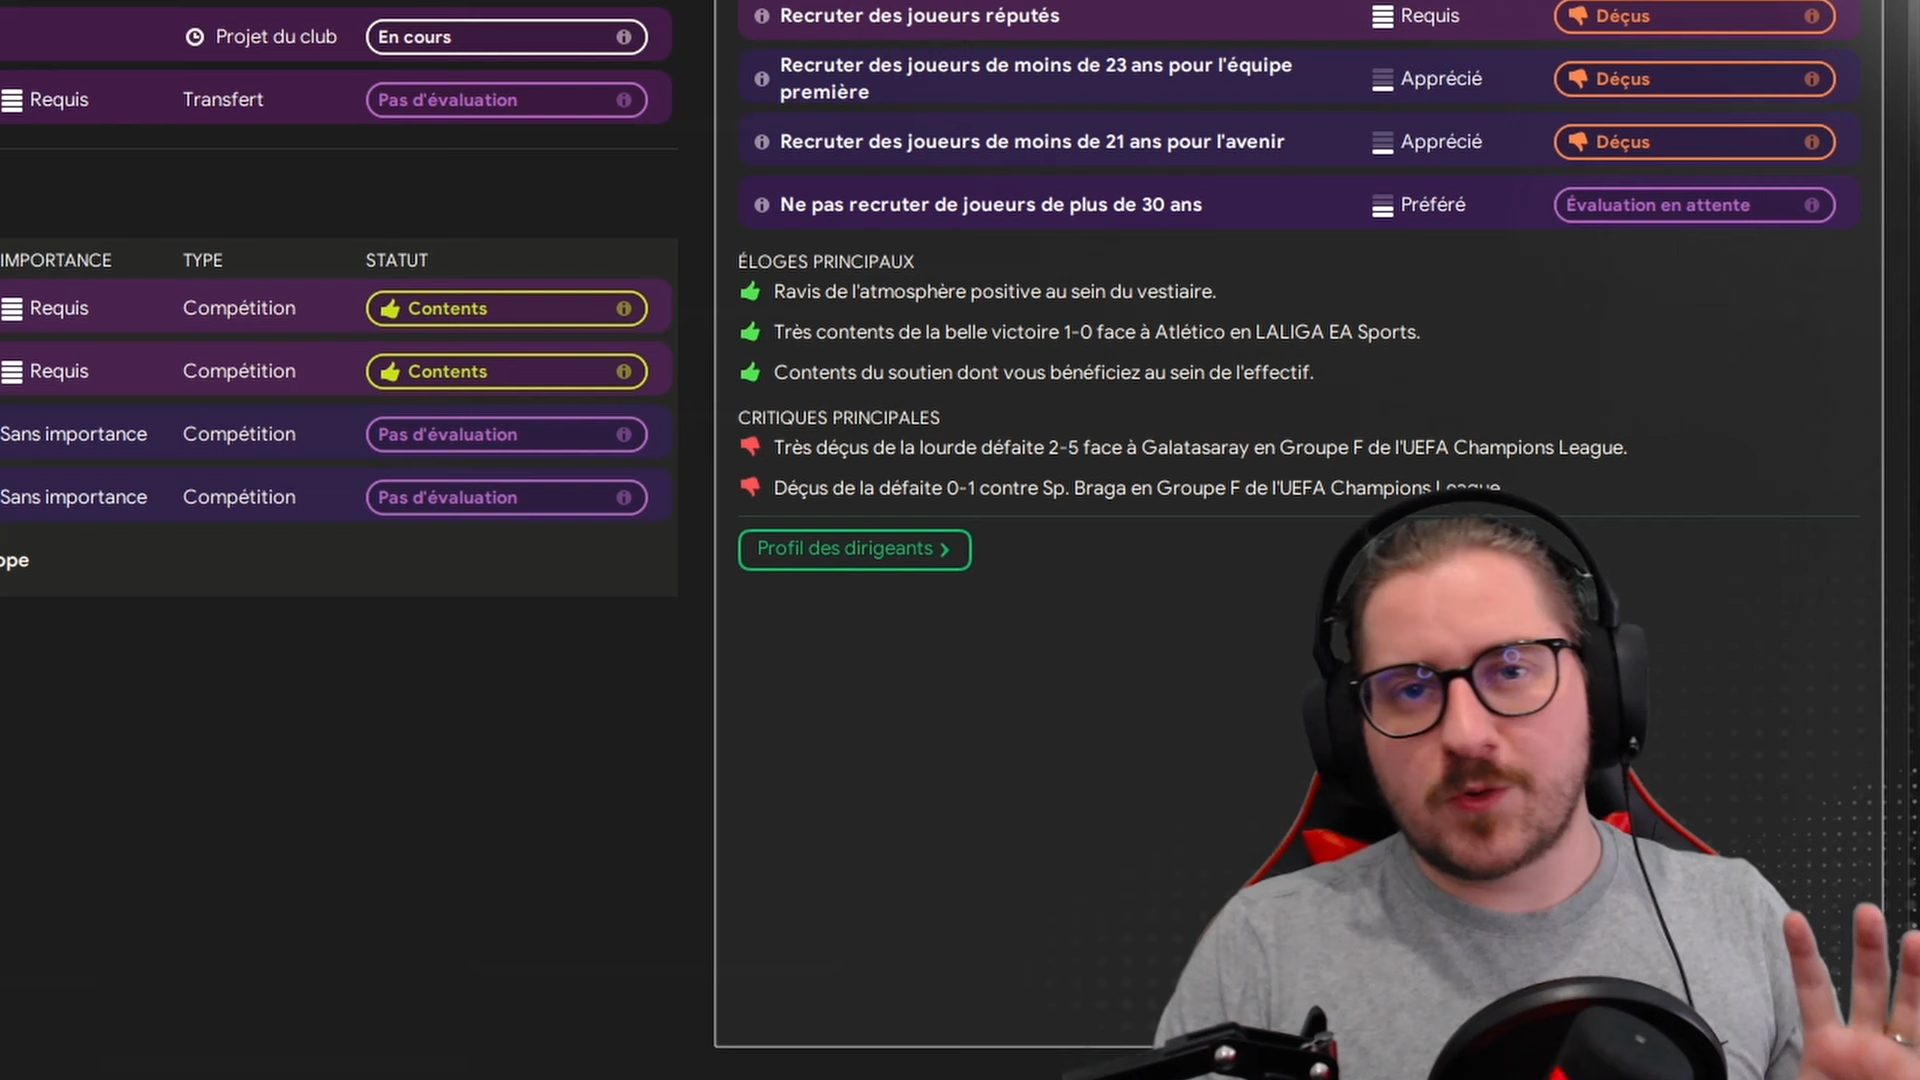 Projet du club En cours
Requis Transfert Pas d'évaluation
IMPORTANCE TYPE STATUT
Requis Compétition Contents
Requis Compétition Contents
Sans importance Compétition Pas d'évaluation
Sans importance Compétition Pas d'évaluation
ope
Recruter des joueurs réputés Requis Déçus
Recruter des joueurs de moins de 23 ans pour l'équipe
première Apprécié Déçus
Recruter des joueurs de moins de 21 ans pour l'avenir Apprécié Déçus
Ne pas recruter de joueurs de plus de 30 ans Préféré Évaluation en attente
ÉLOGES PRINCIPAUX
Ravis de l'atmosphère positive au sein du vestiaire.
Très contents de la belle victoire 1-0 face à Atlético en LALIGA EA Sports.
Contents du soutien dont vous bénéficiez au sein de l'effectif.
CRITIQUES PRINCIPALES
Très déçus de la lourde défaite 2-5 face à Galatasaray en Groupe F de l'UEFA Champions League.
Déçus de la défaite 0-1 contre Sp. Braga en Groupe F de l'UEFA Champions League.
Profil des dirigeants